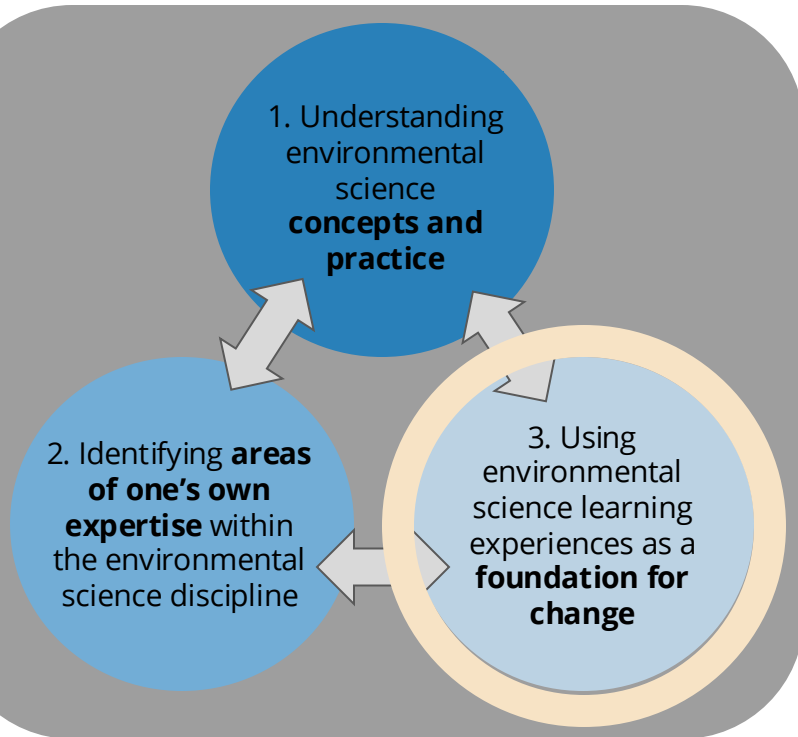 1. Understanding
environmental
science
concepts and
practice
2. Identifying areas
of one’s own
expertise within
the environmental
science discipline
3. Using
environmental
science learning
experiences as a
foundation for
change